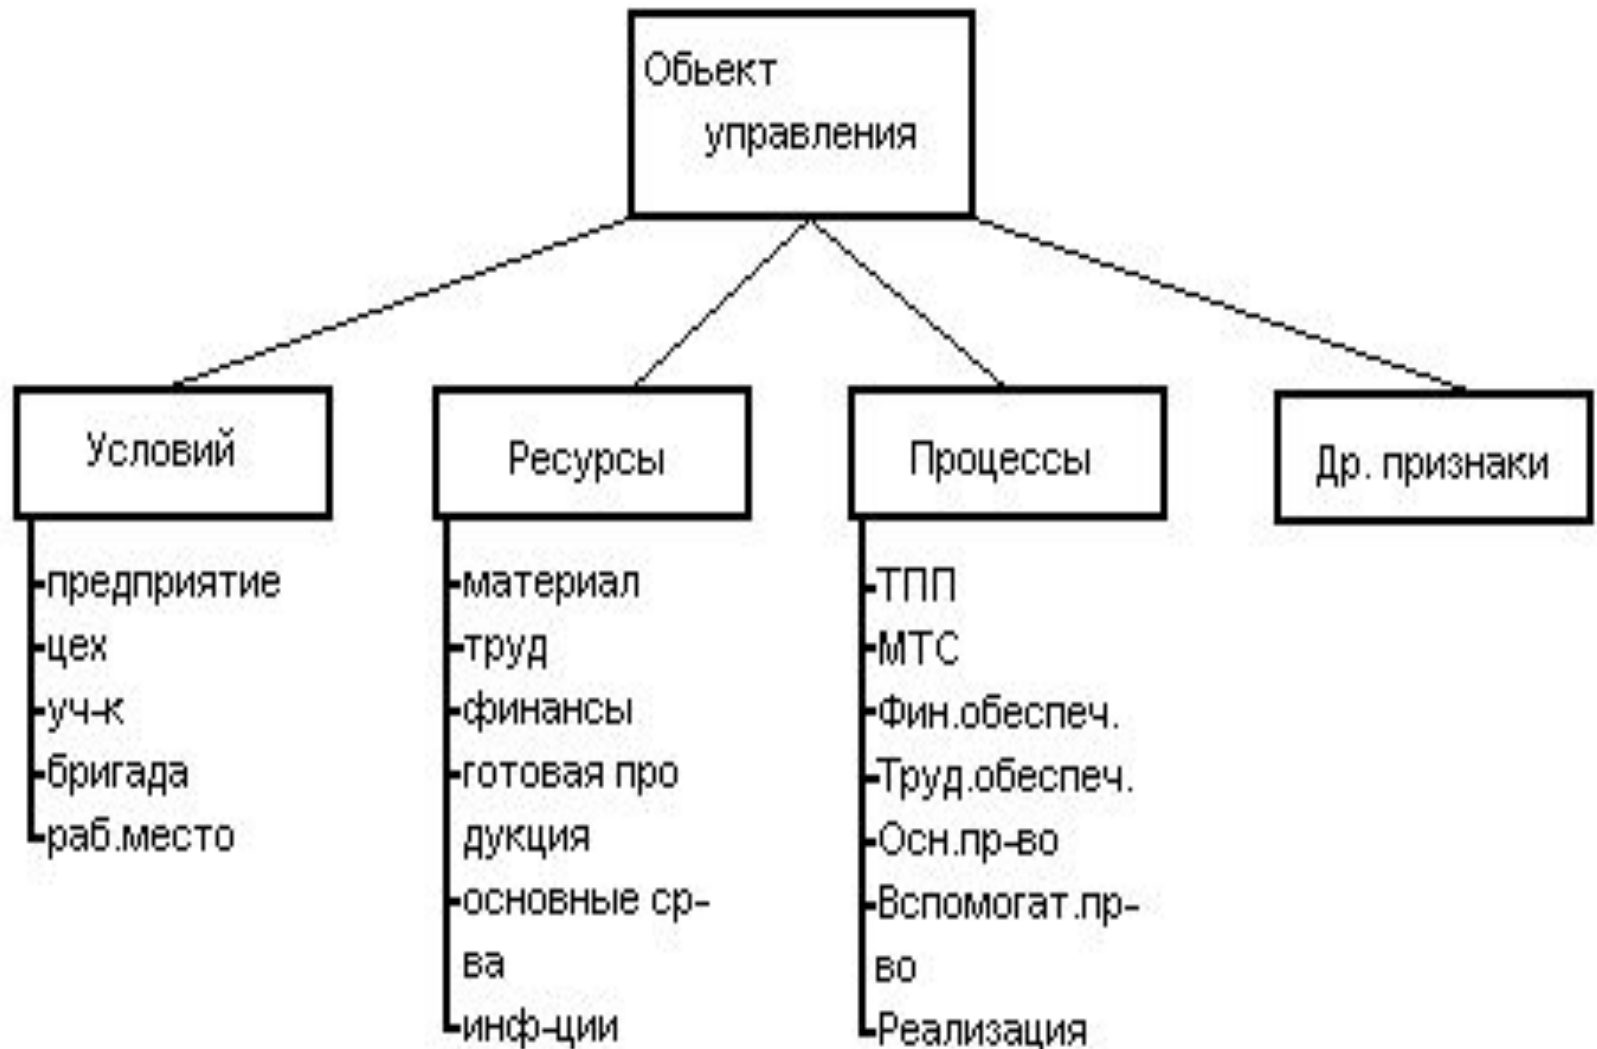 Обьект
управления
Условий
Ресурсы
Процессы
Др. признаки
-предприятие
-цех
-уч-к
-бригада
-раб.место
-материал
-труд
-финансы
-готовая про
дукция
-основные ср-
ва
-инф-ции
-ТПП
-МТС
-Фин.обеспеч.
-Труд.обеспеч.
-Осн.пр-во
-Вспомогат.пр-
во
-Реализация